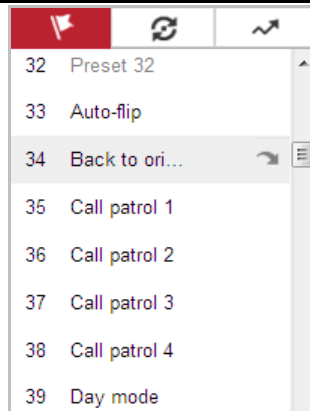 32 Preset 32
33 Auto-flip
34 Back to ori...
35 Call patrol 1
36 Call patrol 2
37 Call patrol 3
38 Call patrol 4
39 Day mode